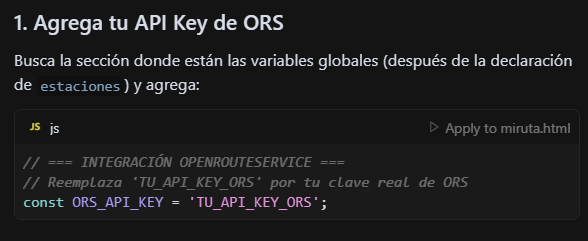 1. Agrega tu API Key de ORS
Busca la sección donde están las variables globales (después de la declaración
de estaciones) y agrega:
JS js
Apply to miruta.html
// === INTEGRACIÓN OPENROUTESERVICE ===
// Reemplaza 'TU_API_KEY_ORS' por tu clave real de ORS
const ORS_API_KEY = 'TU_API_KEY_ORS';